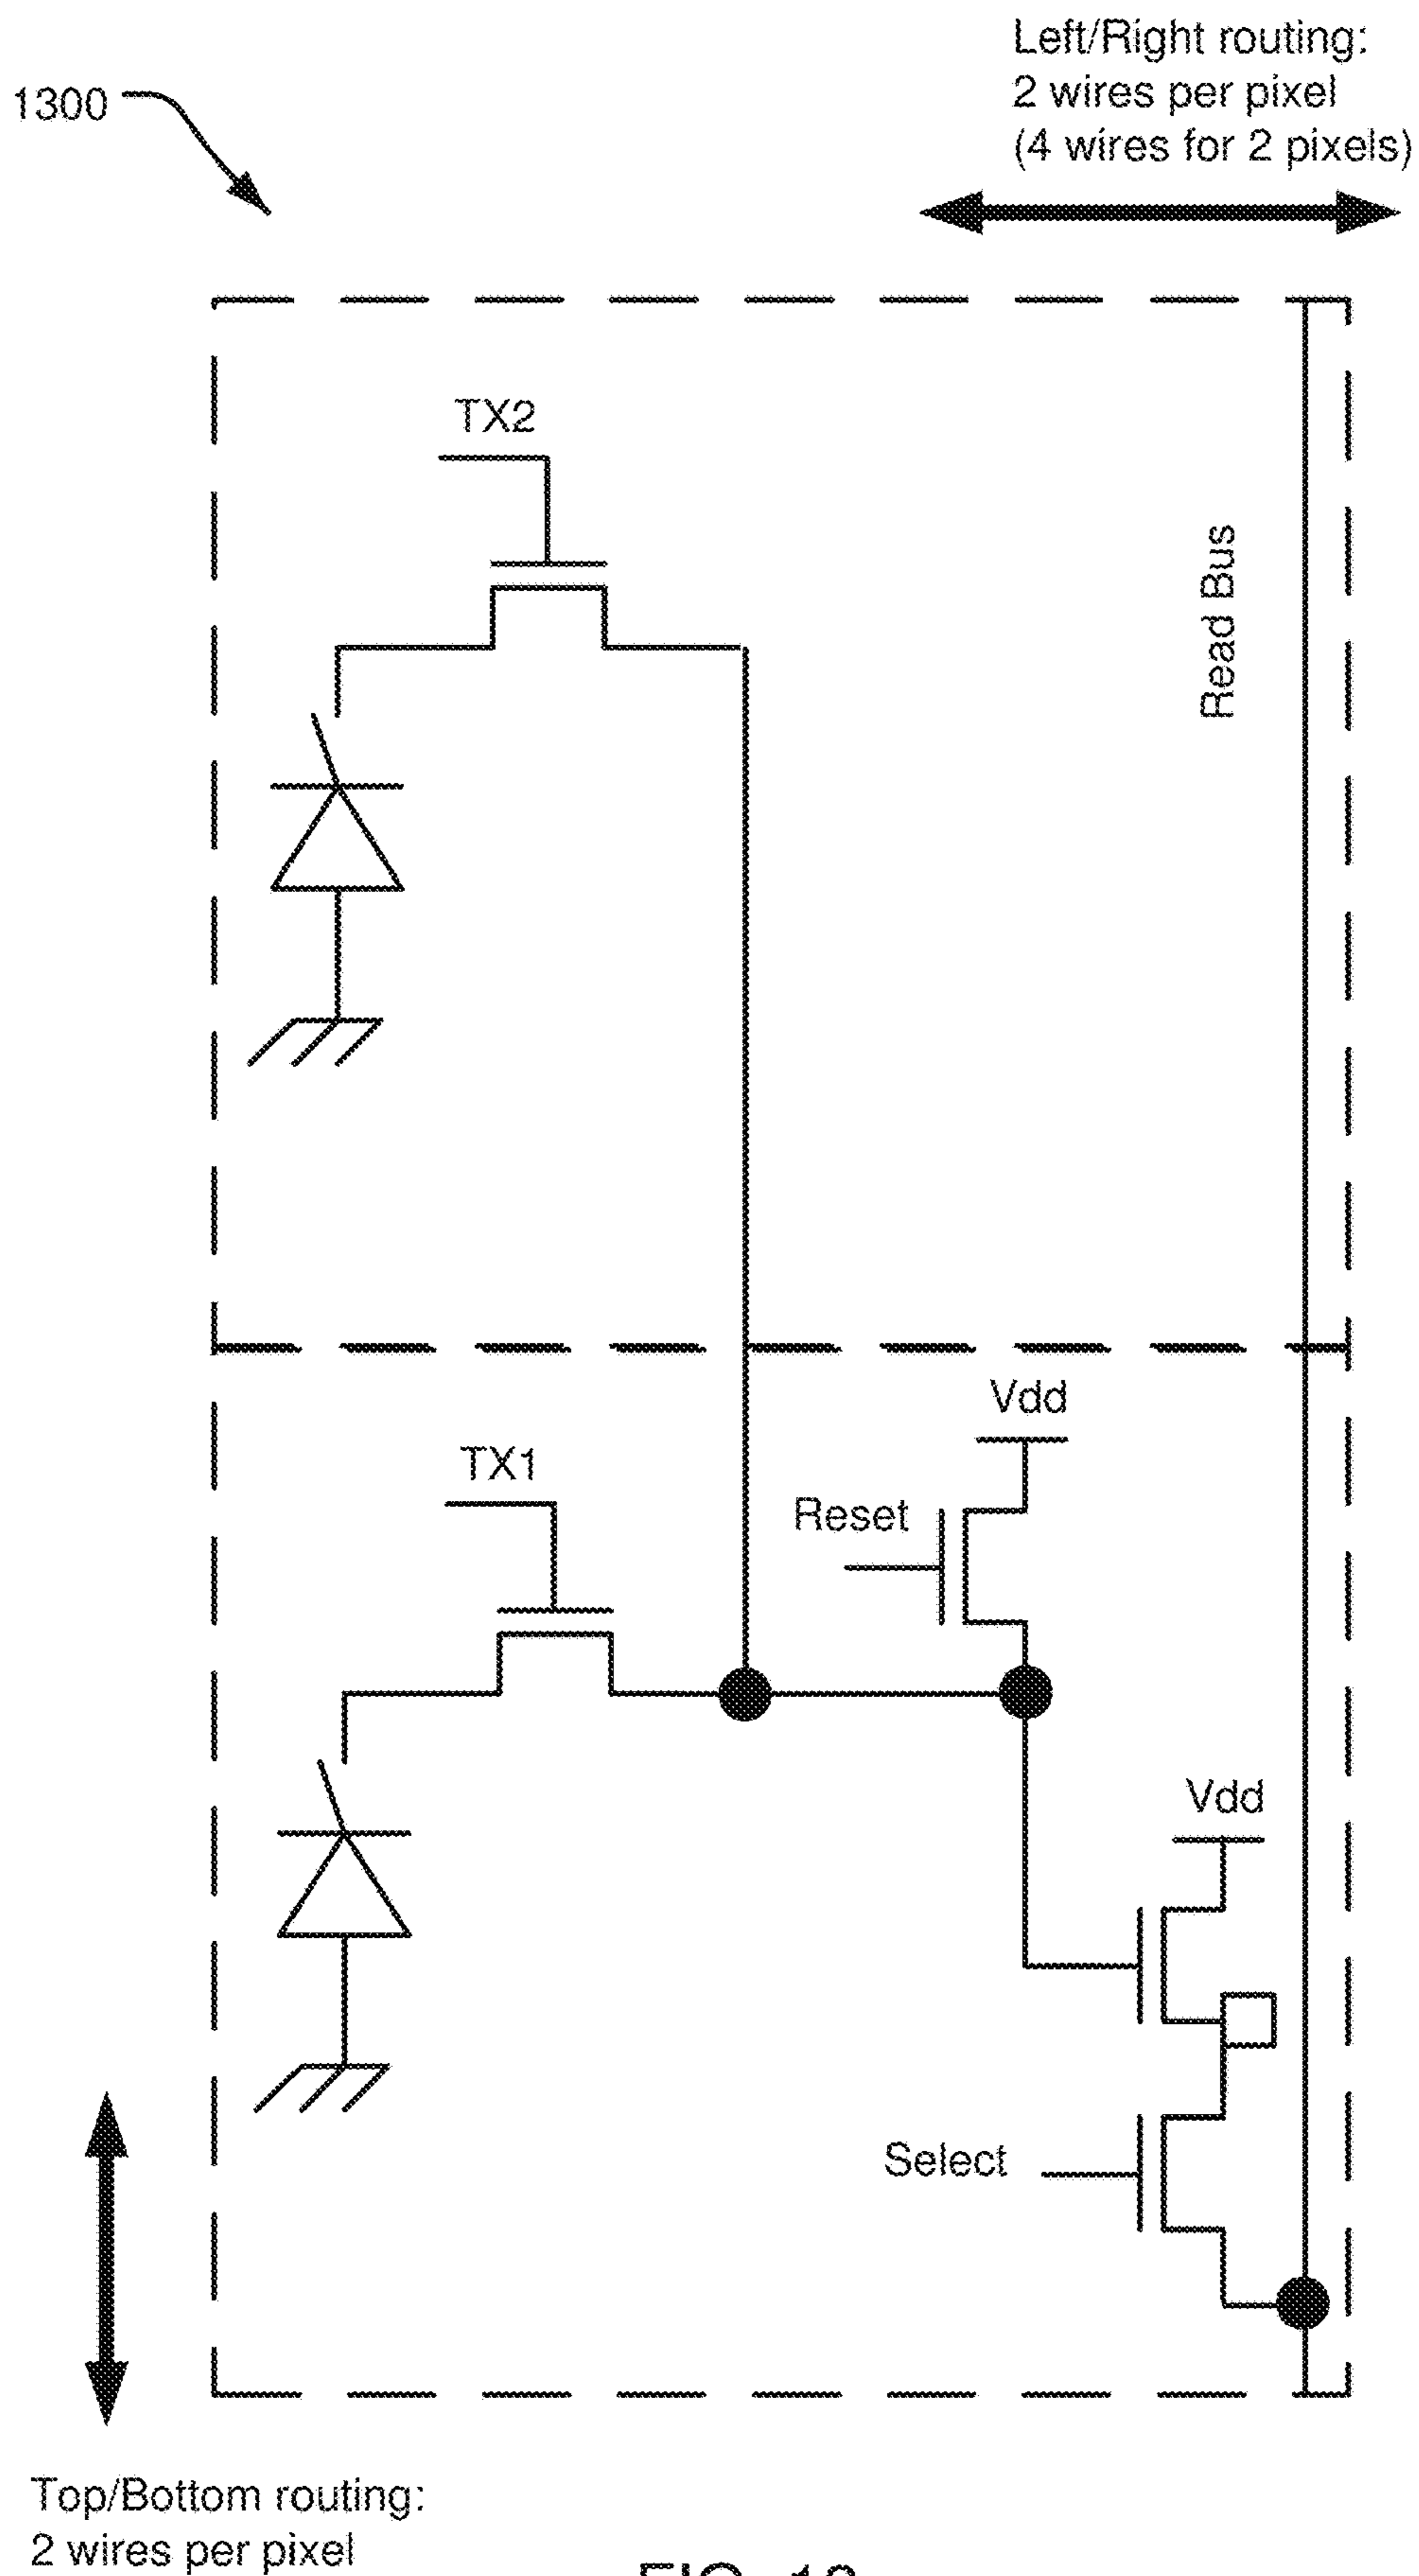 1300
Left/Right routing:
2 wires per pixel
(4 wires for 2 pixels)
TX2
Read Bus
Vdd
TX1
Reset
Vdd
Select
Top/Bottom routing:
2 wires per pixel